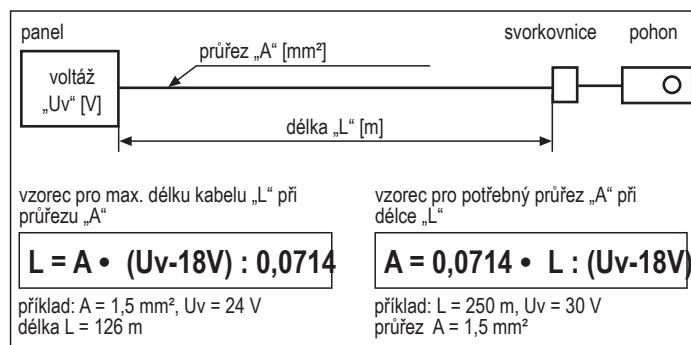 panel
průřez „A“ [mm²]
svorkovnice
pohon
voltáž
„Uv“ [V]
délka „L“ [m]
vzorec pro max. délku kabelu „L“ při
průřezu „A“
L = A • (Uv-18V) : 0,0714
příklad: A = 1,5 mm², Uv = 24 V
délka L = 126 m
vzorec pro potřebný průřez „A“ při
délce „L“
A = 0,0714 • L : (Uv-18V)
příklad: L = 250 m, Uv = 30 V
průřez A = 1,5 mm²